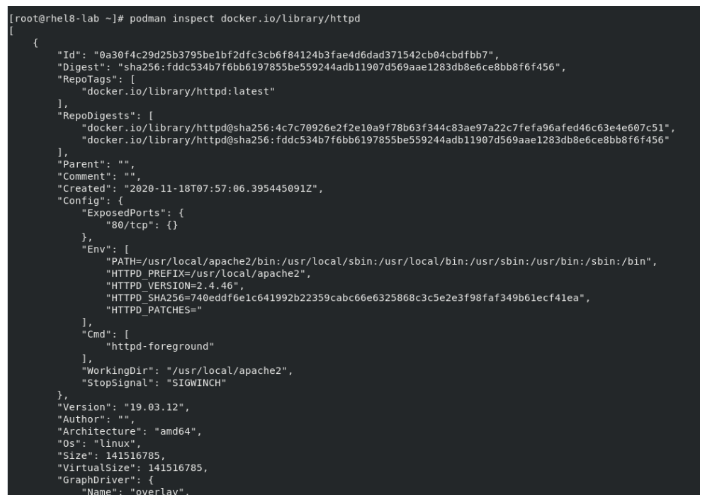 [root@rhel8-lab ~]# podman inspect docker.io/library/httpd
[
    {
        "Id": "0a30f4c29d25b3795be1bf2dfc3cb6f84124b3fae4d6dad371542cb04cbdfbb7",
        "Digest": "sha256:fddc534b7f6bb6197855be559244adb11907d569aae1283db8e6ce8bb8f6f456",
        "RepoTags": [
            "docker.io/library/httpd:latest"
        ],
        "RepoDigests": [
            "docker.io/library/httpd@sha256:4c7c70926e2f2e10a9f78b63f344c83ae97a22c7fefa96afed46c63e4e607c51",
            "docker.io/library/httpd@sha256:fddc534b7f6bb6197855be559244adb11907d569aae1283db8e6ce8bb8f6f456"
        ],
        "Parent": "",
        "Comment": "",
        "Created": "2020-11-18T07:57:06.395445091Z",
        "Config": {
            "ExposedPorts": {
                "80/tcp": {}
            },
            "Env": [
                "PATH=/usr/local/apache2/bin:/usr/local/sbin:/usr/local/bin:/usr/sbin:/usr/bin:/sbin:/bin",
                "HTTPD_PREFIX=/usr/local/apache2",
                "HTTPD_VERSION=2.4.46",
                "HTTPD_SHA256=740eddf6e1c641992b22359cabc66e6325868c3c5e2e3f98faf349b61ecf41ea",
                "HTTPD_PATCHES="
            ],
            "Cmd": [
                "httpd-foreground"
            ],
            "WorkingDir": "/usr/local/apache2",
            "StopSignal": "SIGWINCH"
        },
        "Version": "19.03.12",
        "Author": "",
        "Architecture": "amd64",
        "Os": "linux",
        "Size": 141516785,
        "VirtualSize": 141516785,
        "GraphDriver": {
            "Name": "overlay",